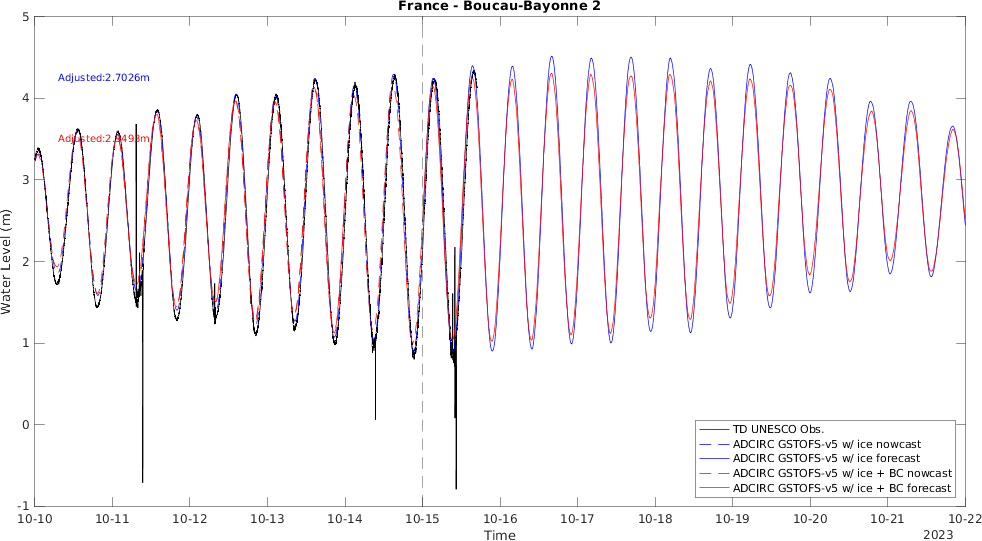 France - Boucau-Bayonne 2
Adjusted:2.7026m
Water Level (m)
5
4
3
2
1
0
-1
TD UNESCO Obs.
ADCIRC GSTOFS-v5 w/ ice nowcast
ADCIRC GSTOFS-v5 w/ ice forecast
ADCIRC GSTOFS-v5 w/ ice + BC nowcast
ADCIRC GSTOFS-v5 w/ ice + BC forecast
10-10 10-11 10-12 10-13 10-14 10-15 10-16 10-17 10-18 10-19 10-20 10-21 10-22
Time
2023